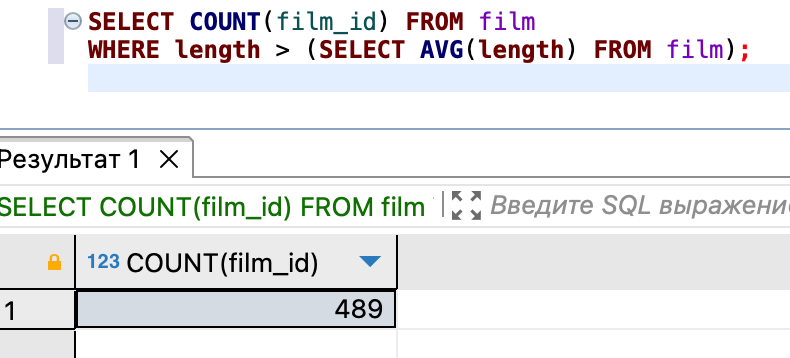 SELECT COUNT(film_id) FROM film
WHERE length > (SELECT AVG(length) FROM film);
Результат 1
SELECT COUNT(film_id) FROM film
Введите SQL выражение
123 COUNT(film_id)
1
489